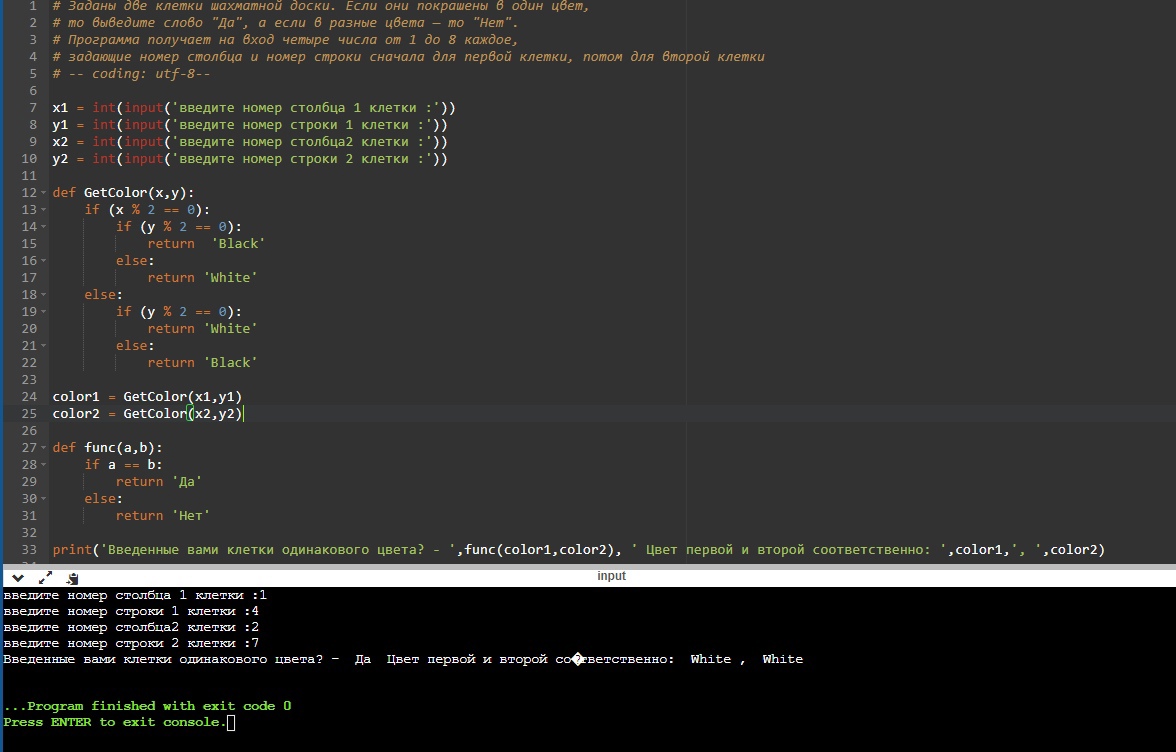 1 # Заданы две клетки шахматной доски. Если они покрашены в один цвет,
2 # то выведите слово "Да", а если в разные цвета — то "Нет".
3 # Программа получает на вход четыре числа от 1 до 8 каждое,
4 # задающие номер столбца и номер строки сначала для первой клетки, потом для второй клетки
5 # -- coding: utf-8--
6
7 x1 = int(input('введите номер столбца 1 клетки :'))
8 y1 = int(input('введите номер строки 1 клетки :'))
9 x2 = int(input('введите номер столбца2 клетки :'))
10 y2 = int(input('введите номер строки 2 клетки :'))
11
12 def GetColor(x,y):
13     if (x % 2 == 0):
14         if (y % 2 == 0):
15             return  'Black'
16         else:
17             return 'White'
18     else:
19         if (y % 2 == 0):
20             return 'White'
21         else:
22             return 'Black'
23
24 color1 = GetColor(x1,y1)
25 color2 = GetColor(x2,y2)
26
27 def func(a,b):
28     if a == b:
29         return 'Да'
30     else:
31         return 'Нет'
32
33 print('Введенные вами клетки одинакового цвета? - ',func(color1,color2), ' Цвет первой и второй соответственно: ',color1,', ',color2)
input
введите номер столбца 1 клетки :1
введите номер строки 1 клетки :4
введите номер столбца2 клетки :2
введите номер строки 2 клетки :7
Введенные вами клетки одинакового цвета? -  Да  Цвет первой и второй со�тветственно:  White ,  White
...Program finished with exit code 0
Press ENTER to exit console.